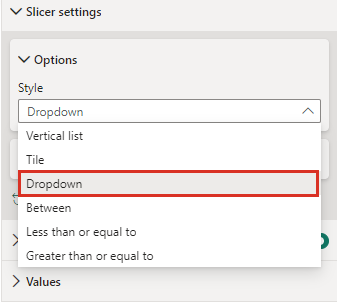 Slicer settings
Options
Style
Dropdown
Vertical list
Tile
Dropdown
Between
Less than or equal to
Greater than or equal to
Values